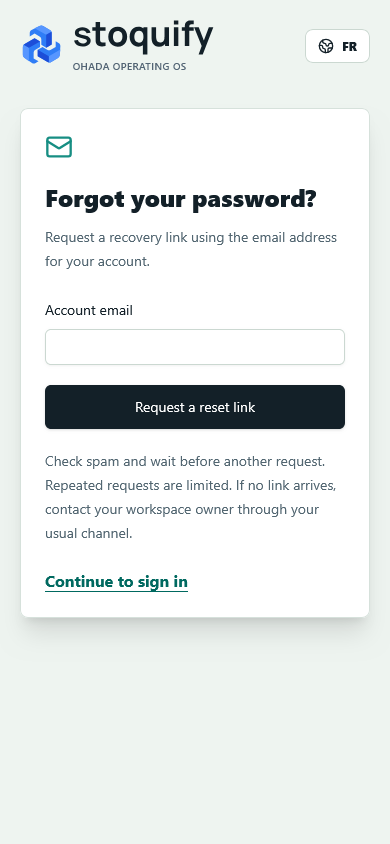 stoquify
OHADA OPERATING OS
FR
Forgot your password?
Request a recovery link using the email address
for your account.
Account email
Request a reset link
Check spam and wait before another request.
Repeated requests are limited. If no link arrives,
contact your workspace owner through your
usual channel.
Continue to sign in